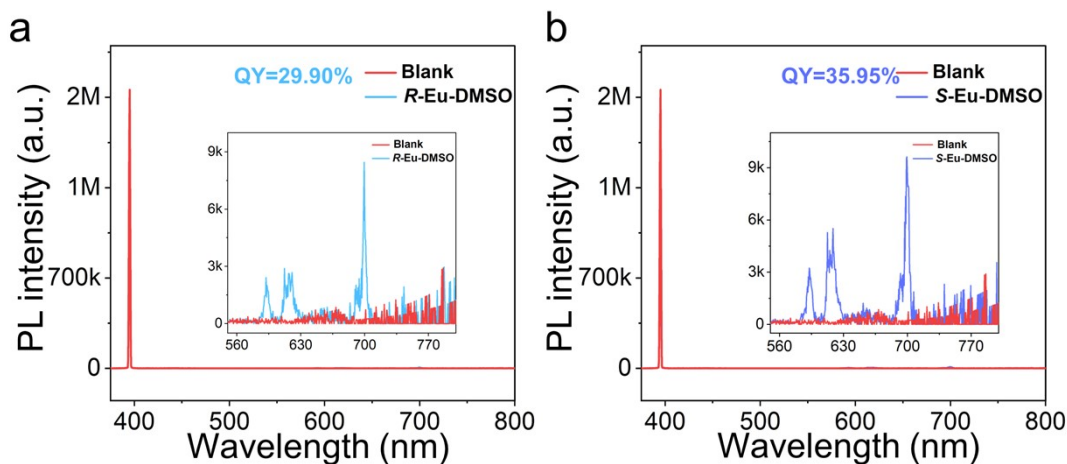 a
QY=29.90%
Blank
R-Eu-DMSO
PL intensity (a.u.)
2M
1M
700k
0
9k
6k
3k
0
Blank
R-Eu-DMSO
560 630 700 770
400 500 600 700 800
Wavelength (nm)
b
QY=35.95%
Blank
S-Eu-DMSO
PL intensity (a.u.)
2M
1M
700k
0
9k
6k
3k
0
Blank
S-Eu-DMSO
560 630 700 770
400 500 600 700 800
Wavelength (nm)